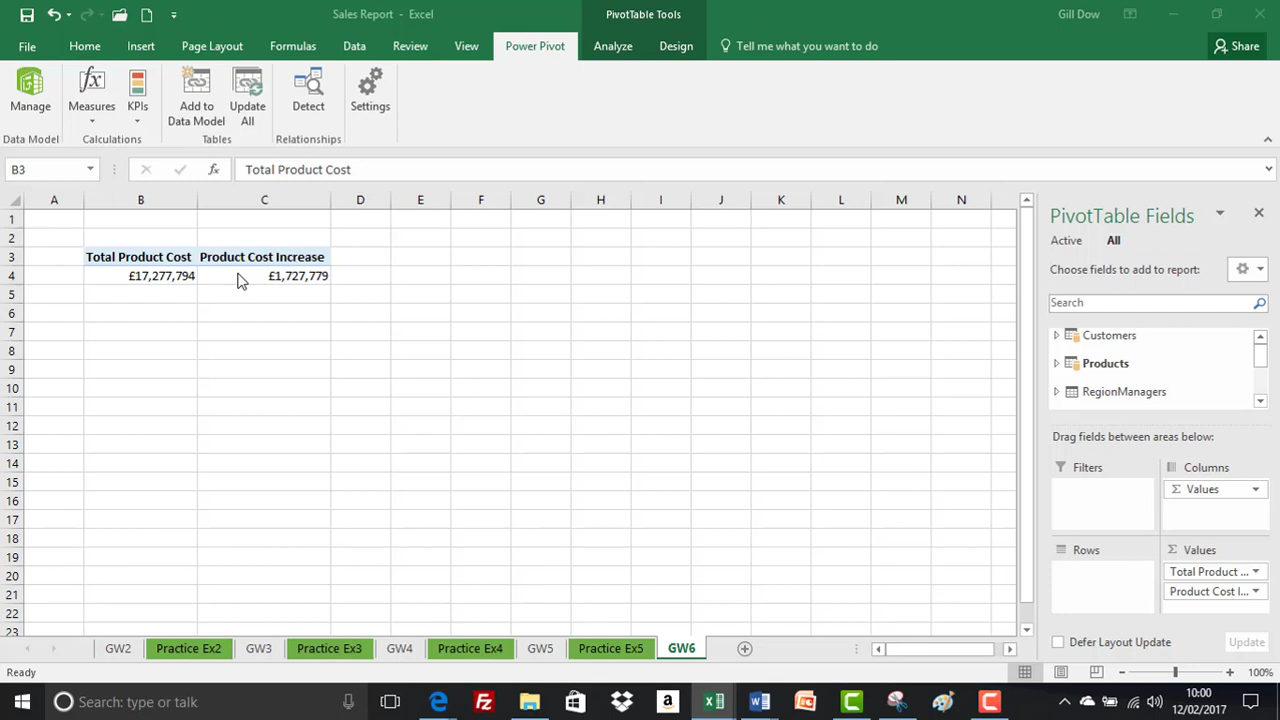 Sales Report - Excel
PivotTable Tools
Gill Dow
File Home Insert Page Layout Formulas Data Review View Power Pivot Analyze Design Tell me what you want to do Share
Manage
Measures
KPIs
Add to
Data Model
Update
All
Detect
Settings
Data Model Calculations Tables Relationships
B3
fx
Total Product Cost
A B C D E F G H I J K L M N
1
2
3 Total Product Cost Product Cost Increase
4 £17,277,794 £1,727,779
5
6
7
8
9
10
11
12
13
14
15
16
17
18
19
20
21
22
23
PivotTable Fields
Active All
Choose fields to add to report:
Search
Customers
Products
RegionManagers
Drag fields between areas below:
Filters
Columns
Σ Values
Rows
Σ Values
Total Product ...
Product Cost I...
Defer Layout Update Update
GW2 Practice Ex2 GW3 Practice Ex3 GW4 Practice Ex4 GW5 Practice Ex5 GW6
Ready
100%
Search: type or talk
10:00
12/02/2017